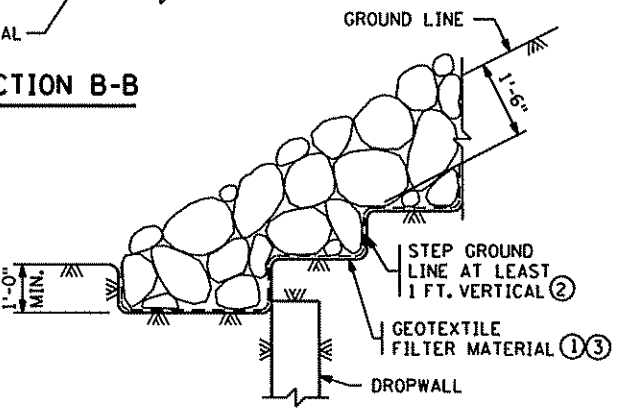 AL
CTION B-B
GROUND LINE
1'-6"
1'-0"
MIN.
STEP GROUND
LINE AT LEAST
1 FT. VERTICAL ②
GEOTEXTILE
FILTER MATERIAL ①③
DROPWALL